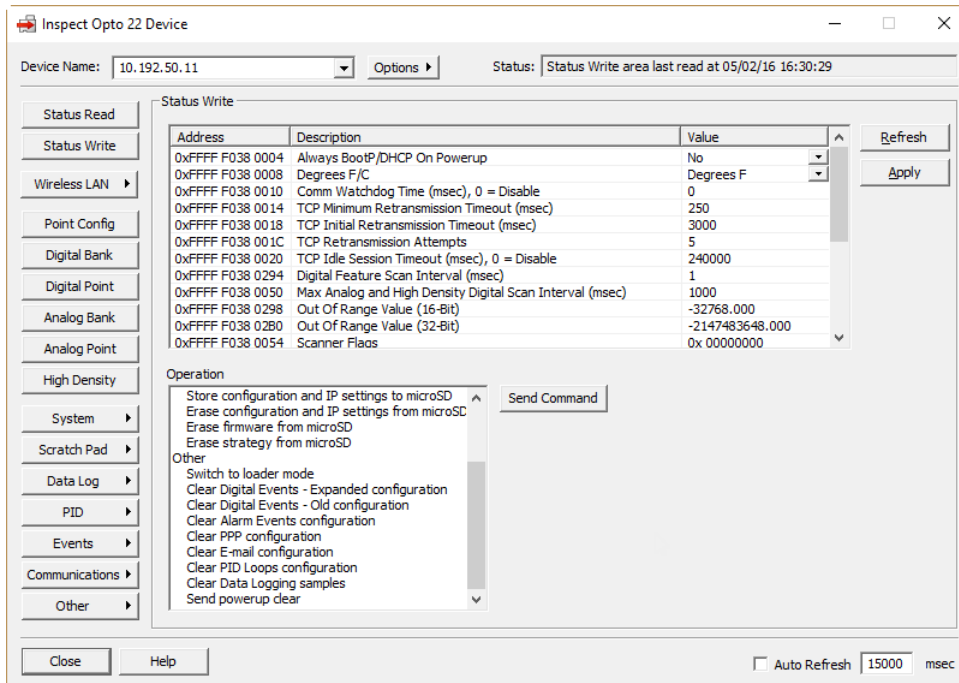 Inspect Opto 22 Device
Device Name: 10.192.50.11 Options Status: Status Write area last read at 05/02/16 16:30:29
Status Read
Status Write
Wireless LAN
Point Config
Digital Bank
Digital Point
Analog Bank
Analog Point
High Density
System
Scratch Pad
Data Log
PID
Events
Communications
Other
Status Write
Address Description Value
0xFFFF F038 0004 Always BootP/DHCP On Powerup No
0xFFFF F038 0008 Degrees F/C Degrees F
0xFFFF F038 0010 Comm Watchdog Time (msec), 0 = Disable 0
0xFFFF F038 0014 TCP Minimum Retransmission Timeout (msec) 250
0xFFFF F038 0018 TCP Initial Retransmission Timeout (msec) 3000
0xFFFF F038 001C TCP Retransmission Attempts 5
0xFFFF F038 0020 TCP Idle Session Timeout (msec), 0 = Disable 240000
0xFFFF F038 0294 Digital Feature Scan Interval (msec) 1
0xFFFF F038 0050 Max Analog and High Density Digital Scan Interval (msec) 1000
0xFFFF F038 0298 Out Of Range Value (16-Bit) -32768.000
0xFFFF F038 02B0 Out Of Range Value (32-Bit) -2147483648.000
0xFFFF F038 0054 Scanner Flags 0x 00000000
Refresh
Apply
Operation
Store configuration and IP settings to microSD
Erase configuration and IP settings from microSD
Erase firmware from microSD
Erase strategy from microSD
Other
Switch to loader mode
Clear Digital Events - Expanded configuration
Clear Digital Events - Old configuration
Clear Alarm Events configuration
Clear PPP configuration
Clear E-mail configuration
Clear PID Loops configuration
Clear Data Logging samples
Send powerup clear
Send Command
Close Help Auto Refresh 15000 msec